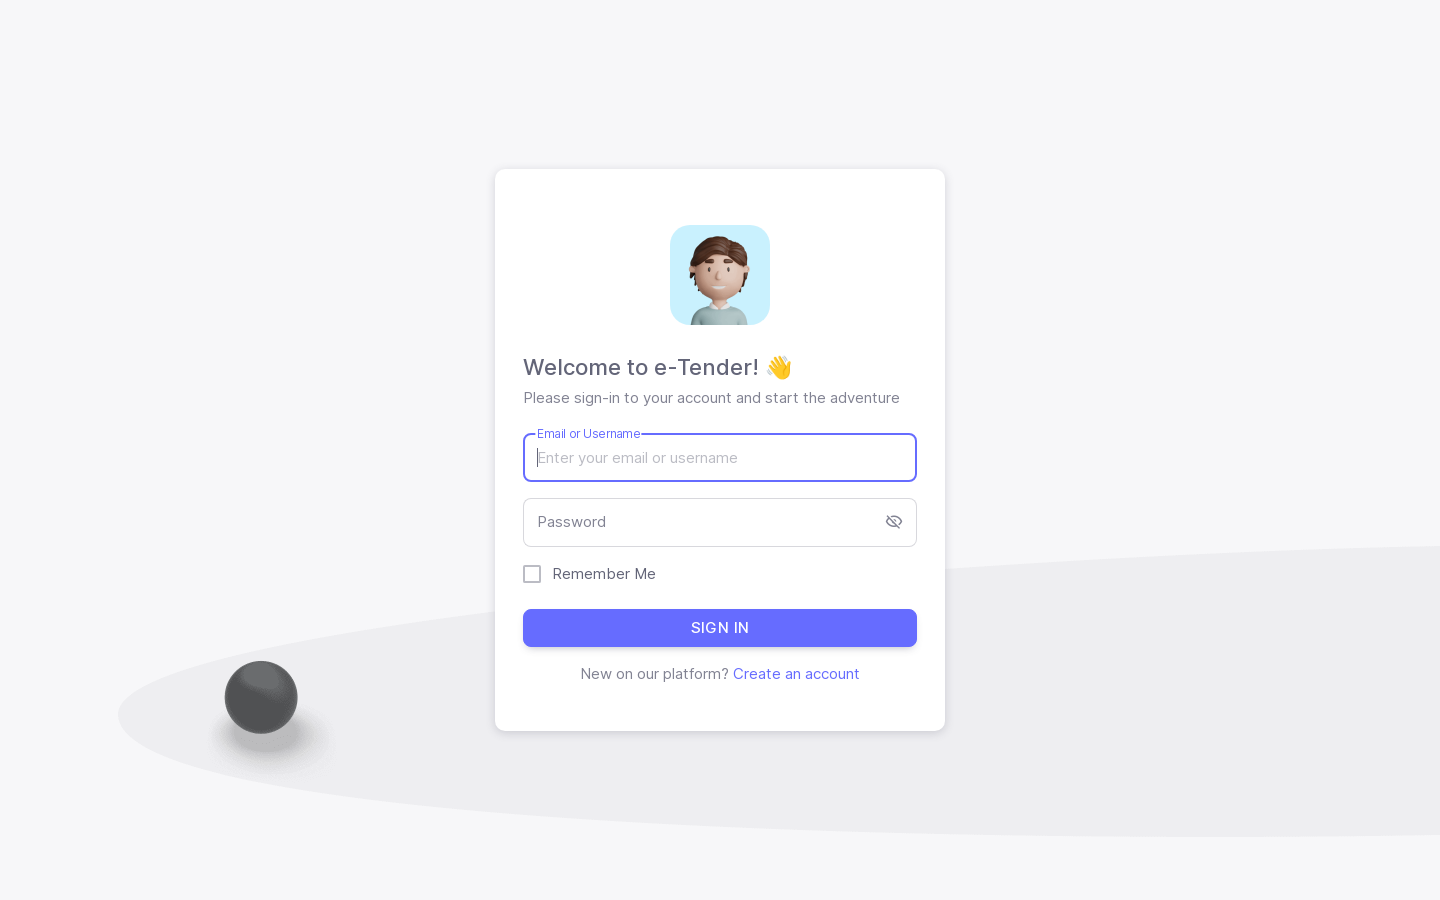 Welcome to e-Tender! 👋
Please sign-in to your account and start the adventure
Email or Username
Enter your email or username
Password
Remember Me
SIGN IN
New on our platform? Create an account